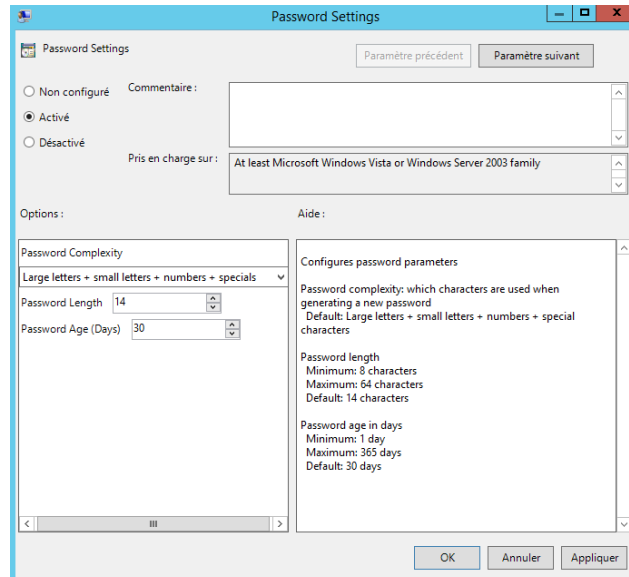 Password Settings
Password Settings
Paramètre précédent
Paramètre suivant
Non configuré
Commentaire :
Activé
Désactivé
Pris en charge sur :
At least Microsoft Windows Vista or Windows Server 2003 family
Options :
Aide :
Password Complexity
Large letters + small letters + numbers + specials
Password Length 14
Password Age (Days) 30
Configures password parameters
Password complexity: which characters are used when
generating a new password
Default: Large letters + small letters + numbers + special
characters
Password length
Minimum: 8 characters
Maximum: 64 characters
Default: 14 characters
Password age in days
Minimum: 1 day
Maximum: 365 days
Default: 30 days
OK
Annuler
Appliquer